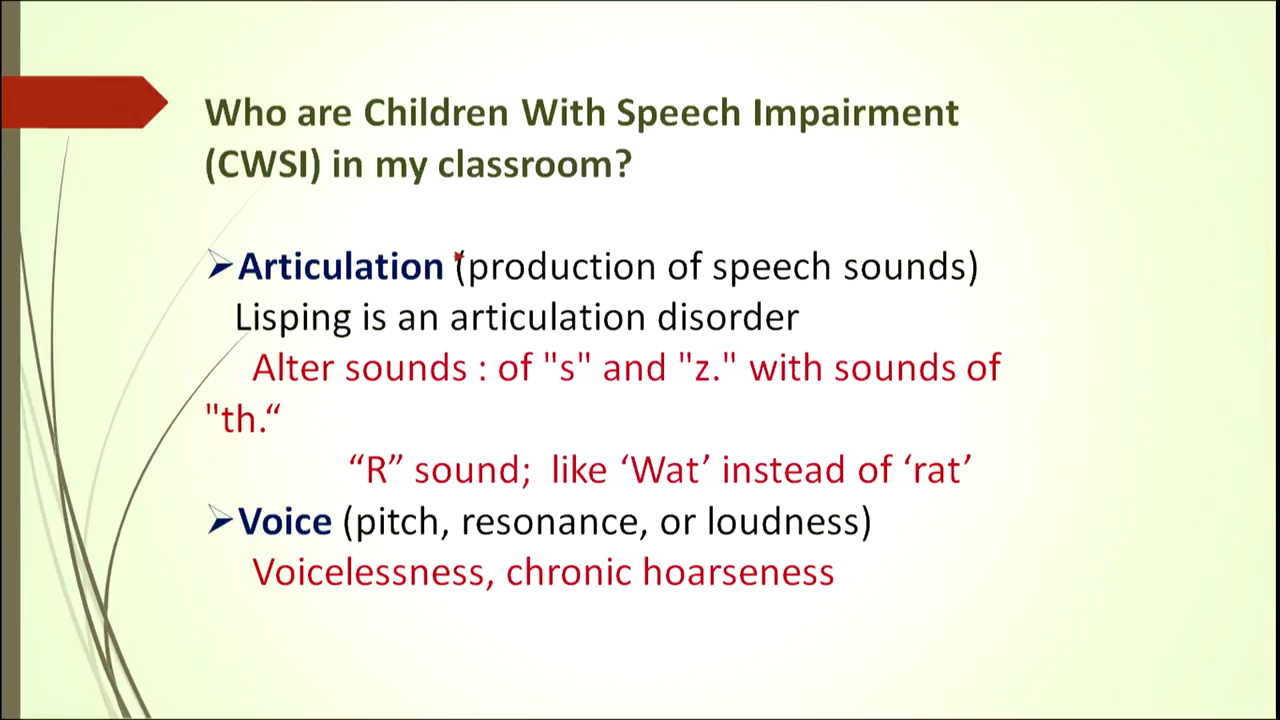 Who are Children With Speech Impairment
(CWSI) in my classroom?
➢Articulation (production of speech sounds)
Lisping is an articulation disorder
Alter sounds : of "s" and "z." with sounds of
"th.“
“R” sound; like ‘Wat’ instead of ‘rat’
➢Voice (pitch, resonance, or loudness)
Voicelessness, chronic hoarseness